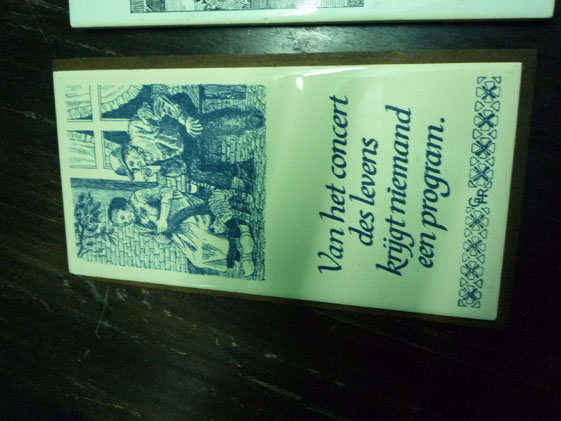 Van het concert
des levens
krijgt niemand
een program.